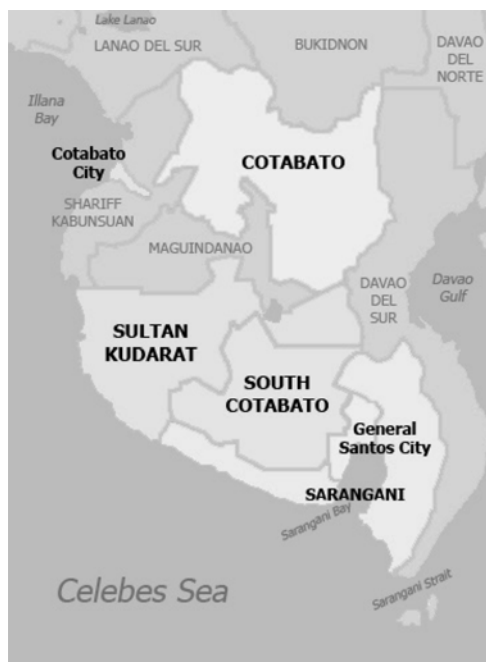 Lake Lanao
LANAO DEL SUR
BUKIDNON
DAVAO
DEL
NORTE
Illana
Bay
Cotabato
City
COTABATO
SHARIFF
KABUNSUAN
MAGUINDANAO
DAVAO
DEL
SUR
Davao
Gulf
SULTAN
KUDARAT
SOUTH
COTABATO
General
Santos City
SARANGANI
Sarangani Bay
Celebes Sea
Sarangani Strait